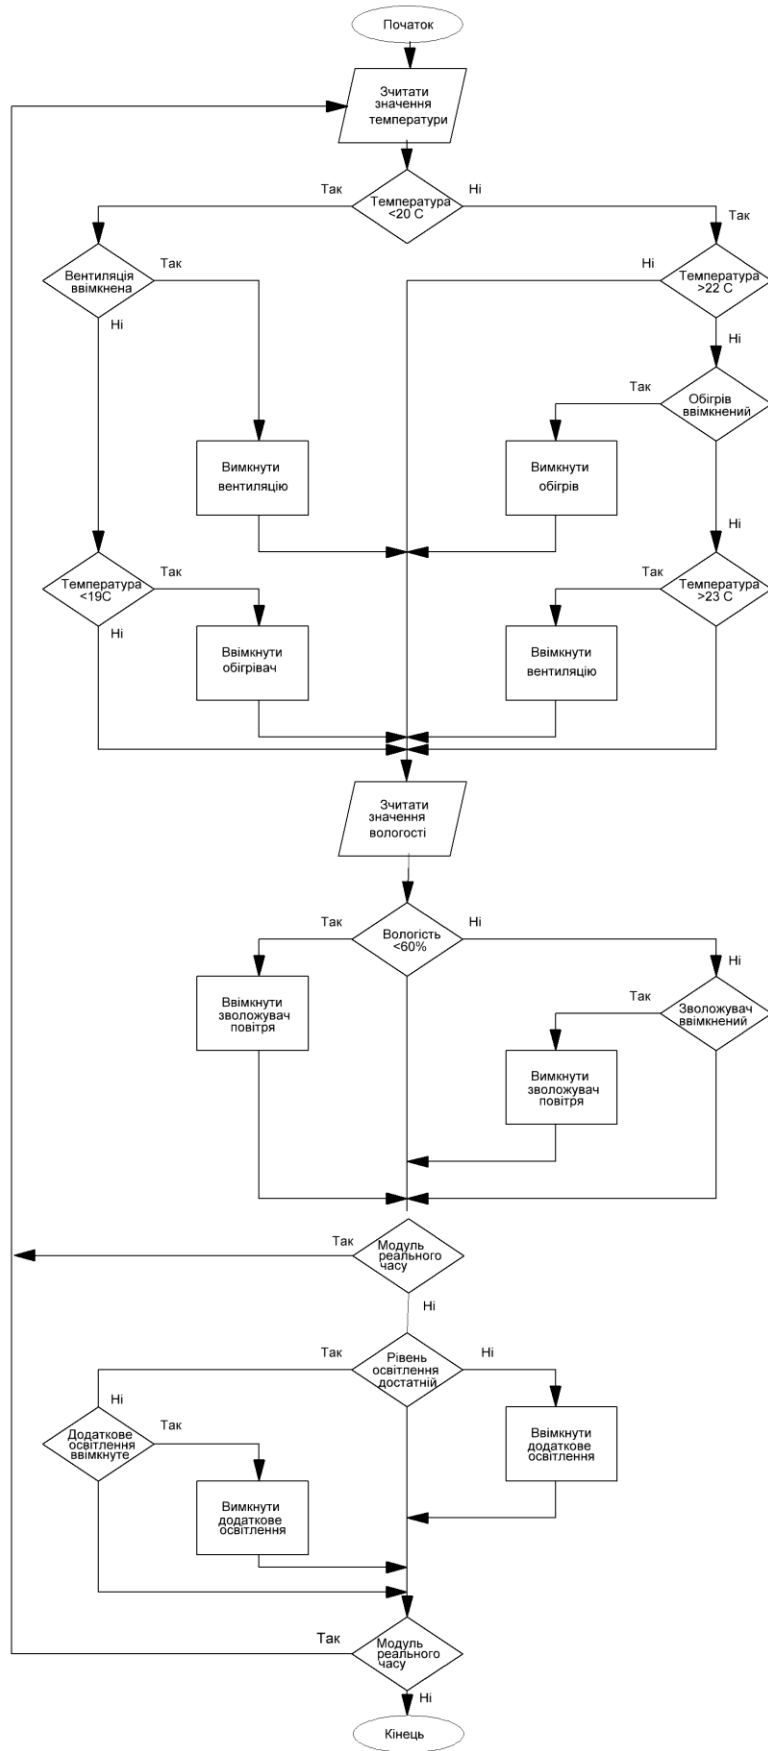 Початок
Зчитати
значення
температури
Так
Ні
Температура
<20 С
Так
Вентиляція
ввімкнена
Так
Ні
Температура
>22 С
Ні
Ні
Так
Обігрів
ввімкнений
Вимкнути
вентиляцію
Вимкнути
обігрів
Ні
Температура
<19С
Так
Так
Температура
>23 С
Ні
Ввімкнути
обігрівач
Ввімкнути
вентиляцію
Зчитати
значення
вологості
Так
Ні
Вологість
<60%
Ні
Ввімкнути
зволожувач
повітря
Так
Зволожувач
ввімкнений
Вимкнути
зволожувач
повітря
Так
Модуль
реального
часу
Ні
Так
Рівень
освітлення
достатній
Ні
Ні
Додаткове
освітлення
ввімкнуте
Так
Ввімкнути
додаткове
освітлення
Вимкнути
додаткове
освітлення
Так
Модуль
реального
часу
Ні
Кінець